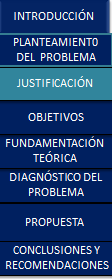 INTRODUCCIÓN
PLANTEAMIENT0
DEL PROBLEMA
JUSTIFICACIÓN
OBJETIVOS
FUNDAMENTACIÓN
TEÓRICA
DIAGNÓSTICO DEL
PROBLEMA
PROPUESTA
CONCLUSIONES Y
RECOMENDACIONES